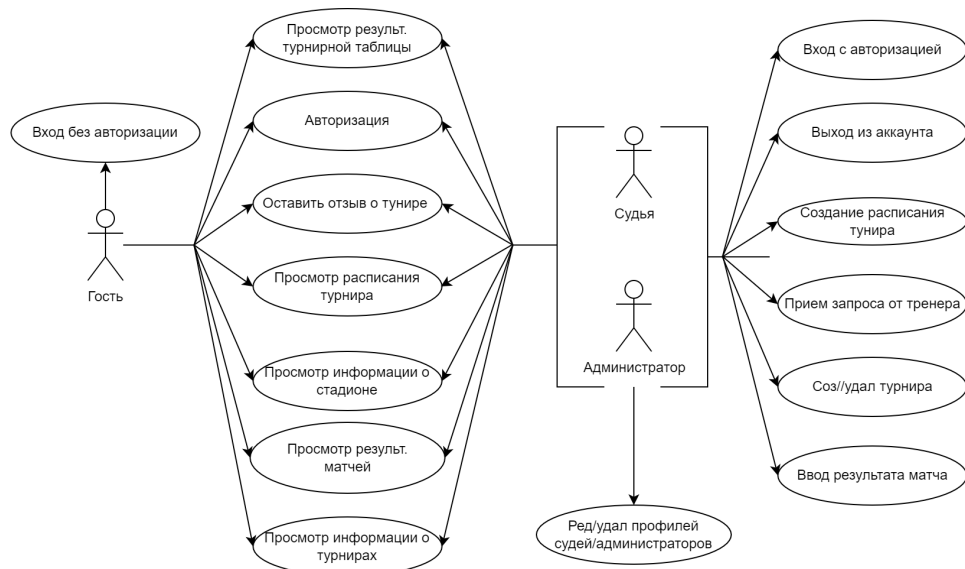 Просмотр результ.
турнирной таблицы
Вход с авторизацией
Авторизация
Вход без авторизации
Выход из аккаунта
Оставить отзыв о тунире
Судья
Создание расписания
тунира
Гость
Просмотр расписания
турнира
Прием запроса от тренера
Администратор
Просмотр информации о
стадионе
Соз//удал турнира
Просмотр результ.
матчей
Ввод результата матча
Просмотр информации о
турнирах
Ред/удал профилей
судей/администраторов